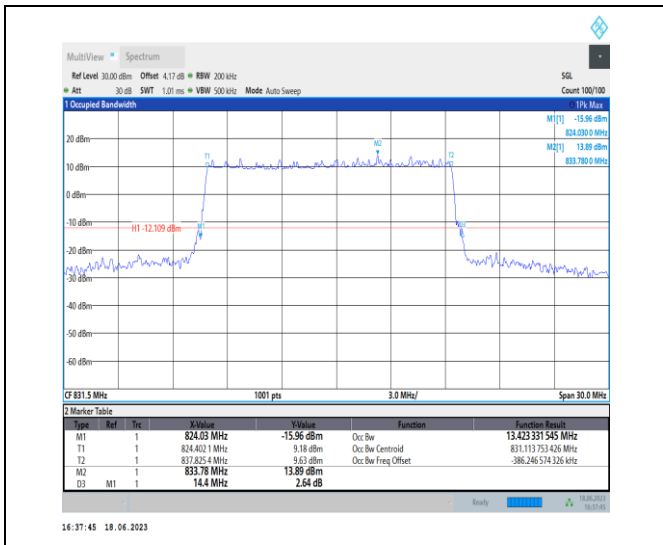 MultiView Spectrum
Ref Level 30.00 dBm Offset 4.17 dB RBW 200 kHz SGL
Att 30 dB SWT 1.01 ms VBW 500 kHz Mode Auto Sweep Count 100/100
1 Occupied Bandwidth 1Pk Max
M1[1] -15.96 dBm
824.030 0 MHz
M2[1] 13.89 dBm
833.780 0 MHz
20 dBm
M2
T1 T2
10 dBm
0 dBm
-10 dBm
H1 -12.109 dBm M1
-20 dBm
-30 dBm
-40 dBm
-50 dBm
-60 dBm
CF 831.5 MHz 1001 pts 3.0 MHz/ Span 30.0 MHz
2 Marker Table
Type Ref Trc X-Value Y-Value Function Function Result
M1 1 824.03 MHz -15.96 dBm Occ Bw 13.423 331 545 MHz
T1 1 824.402 1 MHz 9.18 dBm Occ Bw Centroid 831.113 753 426 MHz
T2 1 837.825 4 MHz 9.63 dBm Occ Bw Freq Offset -386.246 574 326 kHz
M2 1 833.78 MHz 13.89 dBm
D3 M1 1 14.4 MHz 2.64 dB
Ready 18.06.2023
16:37:45
16:37:45 18.06.2023